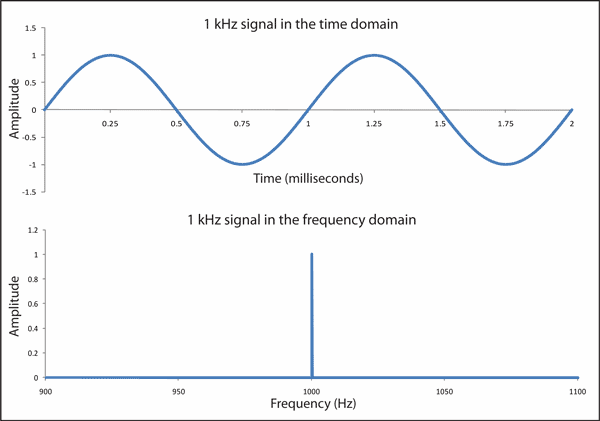 1 kHz signal in the time domain
1.5
1
0.5
0
-0.5
-1
-1.5
Amplitude
0.25 0.5 0.75 1 1.25 1.5 1.75 2
Time (milliseconds)
1 kHz signal in the frequency domain
1.2
1
0.8
0.6
0.4
0.2
0
Amplitude
900 950 1000 1050 1100
Frequency (Hz)